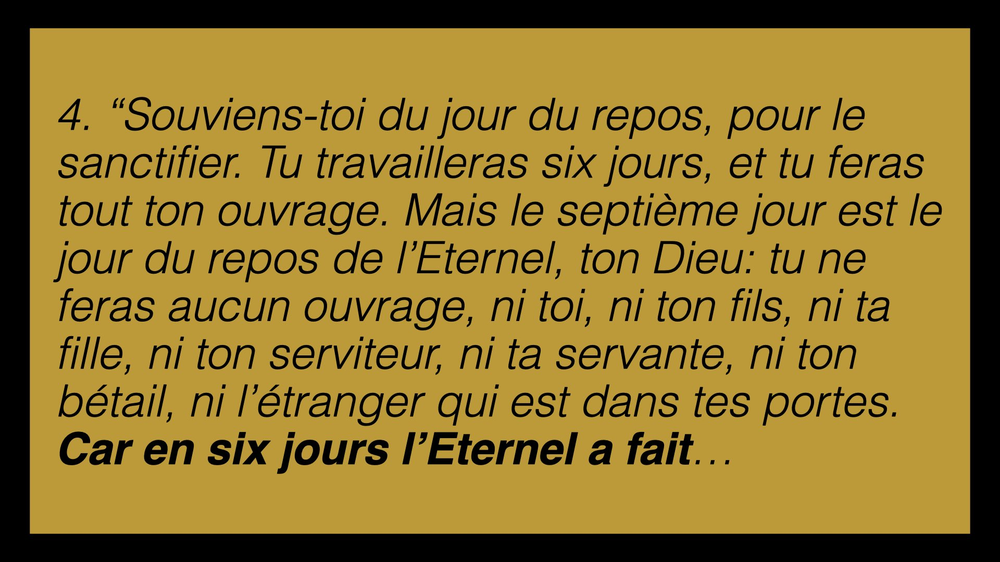 4. “Souviens-toi du jour du repos, pour le
sanctifier. Tu travailleras six jours, et tu feras
tout ton ouvrage. Mais le septième jour est le
jour du repos de l’Eternel, ton Dieu: tu ne
feras aucun ouvrage, ni toi, ni ton fils, ni ta
fille, ni ton serviteur, ni ta servante, ni ton
bétail, ni l’étranger qui est dans tes portes.
Car en six jours l’Eternel a fait…